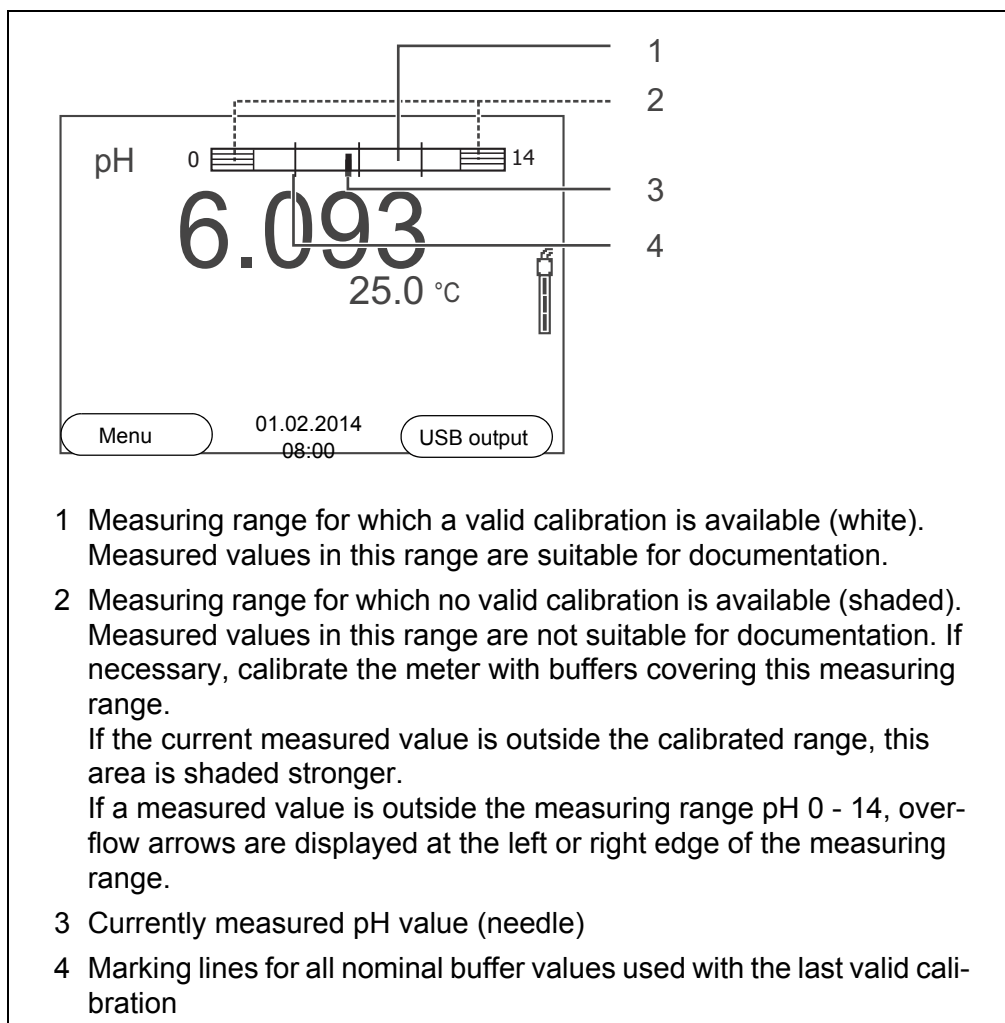 1
2
pH 0 14
3
6.093
4
25.0 °C
Menu
01.02.2014
08:00
USB output
1 Measuring range for which a valid calibration is available (white).
Measured values in this range are suitable for documentation.
2 Measuring range for which no valid calibration is available (shaded).
Measured values in this range are not suitable for documentation. If
necessary, calibrate the meter with buffers covering this measuring
range.
If the current measured value is outside the calibrated range, this
area is shaded stronger.
If a measured value is outside the measuring range pH 0 - 14, over-
flow arrows are displayed at the left or right edge of the measuring
range.
3 Currently measured pH value (needle)
4 Marking lines for all nominal buffer values used with the last valid cali-
bration